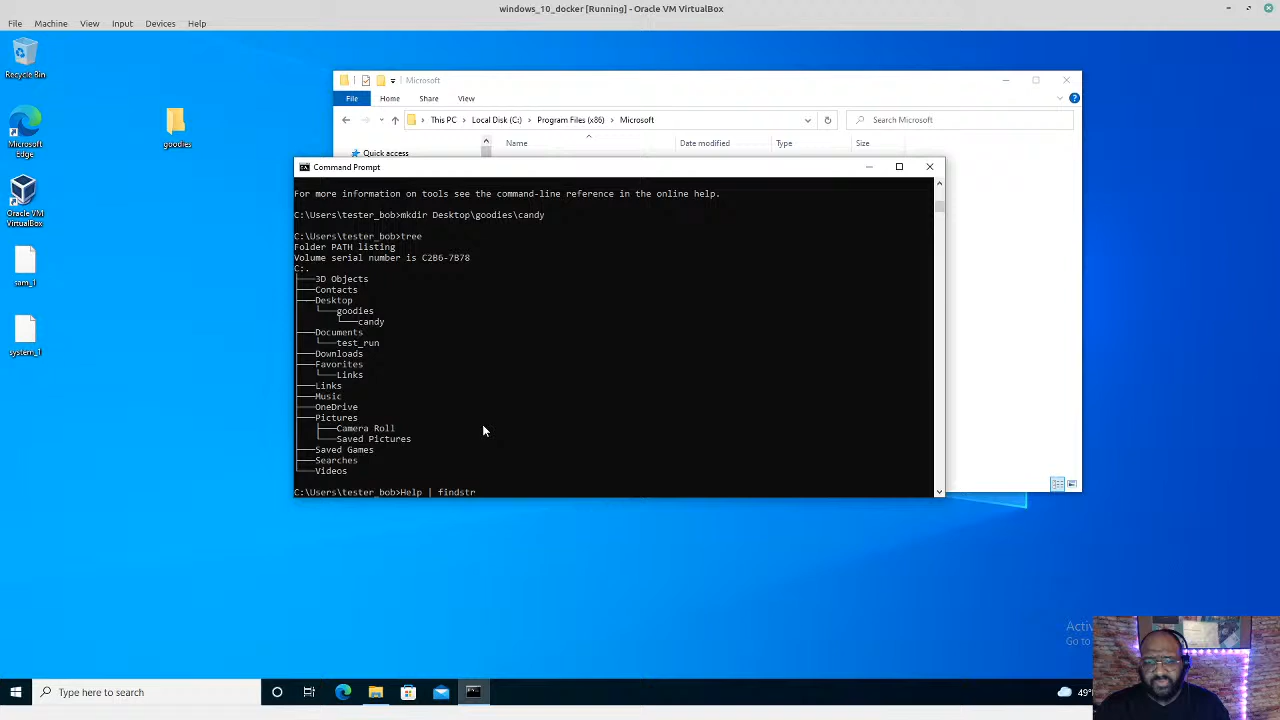 windows_10_docker [Running] - Oracle VM VirtualBox
File Machine View Input Devices Help
Recycle Bin
Microsoft Edge
goodies
Oracle VM VirtualBox
sam_1
system_1
Microsoft
File Home Share View
This PC > Local Disk (C:) > Program Files (x86) > Microsoft
Search Microsoft
Name Date modified Type Size
Quick access
Command Prompt
For more information on tools see the command-line reference in the online help.
C:\Users\tester_bob>mkdir Desktop\goodies\candy
C:\Users\tester_bob>tree
Folder PATH listing
Volume serial number is C2B6-7B78
C:.
├───3D Objects
├───Contacts
├───Desktop
│   └───goodies
│       └───candy
├───Documents
│   └───test_run
├───Downloads
├───Favorites
│   └───Links
├───Links
├───Music
├───OneDrive
├───Pictures
│   ├───Camera Roll
│   └───Saved Pictures
├───Saved Games
├───Searches
└───Videos
C:\Users\tester_bob>Help | findstr
Go to
Type here to search
49°